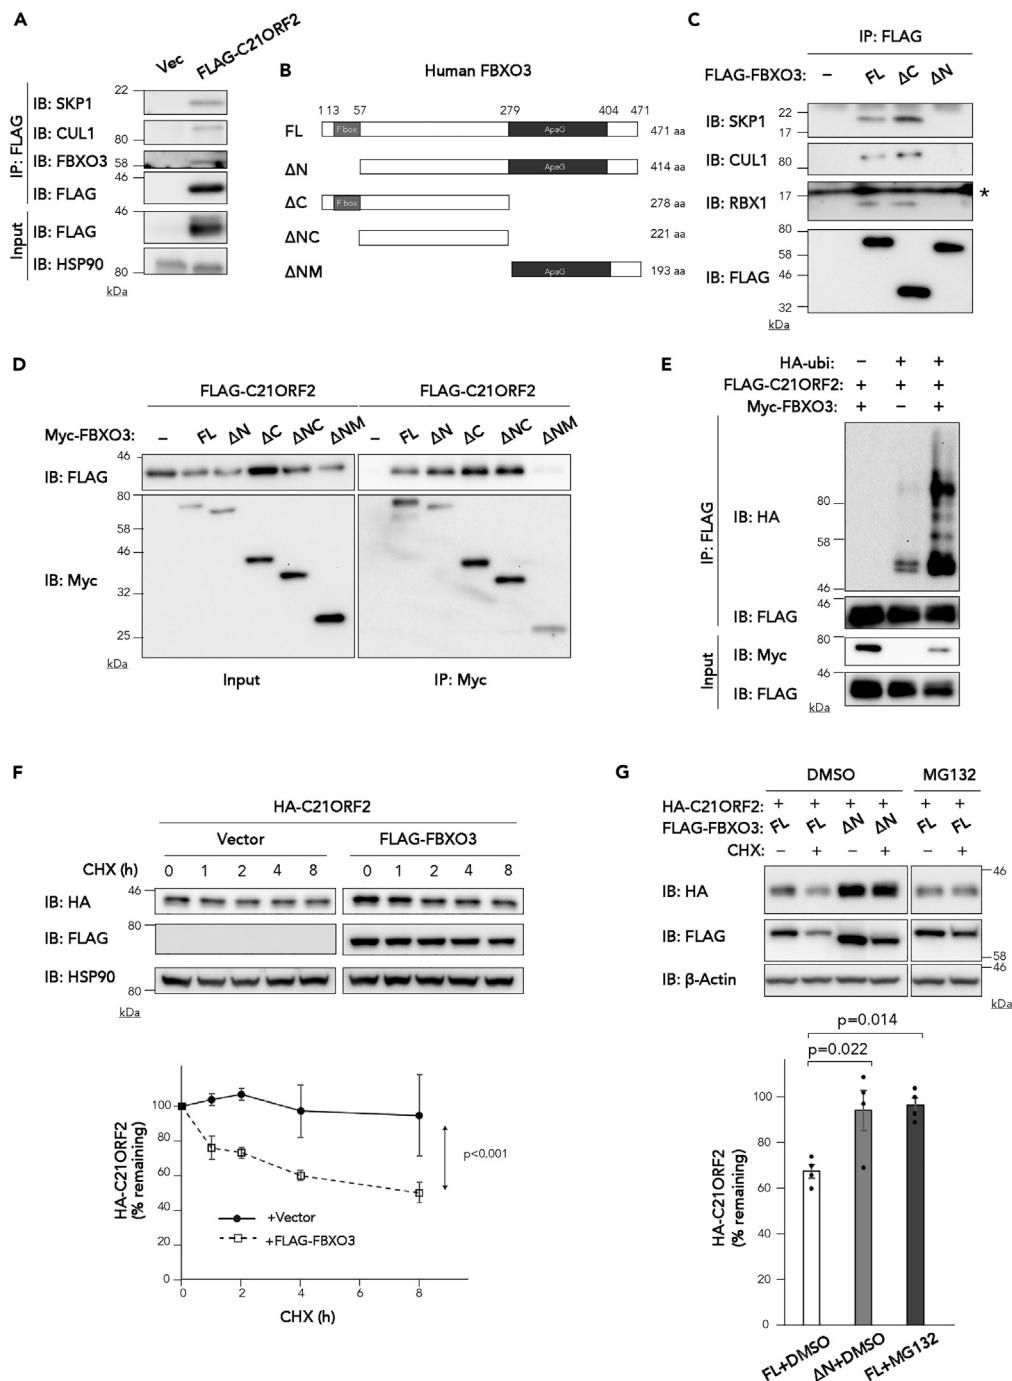 A
Vec FLAG-C21ORF2
IP: FLAG
22
IB: SKP1
IB: CUL1
80
IB: FBXO3
58
46
IB: FLAG
Input
46
IB: FLAG
IB: HSP90
80
kDa
B
Human FBXO3
1 13 57 279 404 471
FL F box ApaG 471 aa
ΔN ApaG 414 aa
ΔC F box 278 aa
ΔNC 221 aa
ΔNM ApaG 193 aa
C
IP: FLAG
FLAG-FBXO3: – FL ΔC ΔN
22
IB: SKP1
17
IB: CUL1
80
17
*
IB: RBX1
80
58
IB: FLAG
46
32
kDa
D
FLAG-C21ORF2 FLAG-C21ORF2
Myc-FBXO3: – FL ΔN ΔC ΔNC ΔNM – FL ΔN ΔC ΔNC ΔNM
46
IB: FLAG
80
58
46
IB: Myc
32
25
kDa
Input IP: Myc
E
HA-ubi: – + +
FLAG-C21ORF2: + + +
Myc-FBXO3: + – +
IP: FLAG
80
IB: HA
58
46
46
IB: FLAG
Input
80
IB: Myc
46
IB: FLAG
kDa
F
HA-C21ORF2
Vector FLAG-FBXO3
CHX (h) 0 1 2 4 8 0 1 2 4 8
46
IB: HA
80
IB: FLAG
IB: HSP90
80
kDa
HA-C21ORF2
(% remaining)
100
80
60
40
20
0
p<0.001
+Vector
+FLAG-FBXO3
0 2 4 6 8
CHX (h)
G
DMSO MG132
HA-C21ORF2: + + + + + +
FLAG-FBXO3: FL FL ΔN ΔN FL FL
CHX: – + – + – +
46
IB: HA
IB: FLAG
58
46
IB: β-Actin
kDa
p=0.014
p=0.022
HA-C21ORF2
(% remaining)
100
80
60
40
20
0
FL+DMSO
ΔN+DMSO
FL+MG132